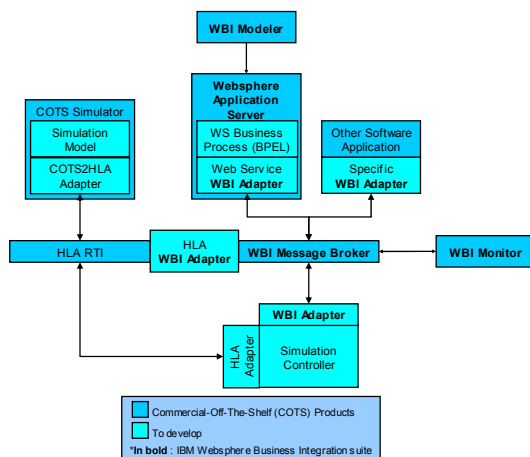 WBI Modeler
Websphere
Application
Server
WS Business
Process (BPEL)
Web Service
WBI Adapter
COTS Simulator
Simulation
Model
COTS2HLA
Adapter
Other Software
Application
Specific
WBI Adapter
HLA RTI
HLA
WBI Adapter
WBI Message Broker
WBI Monitor
WBI Adapter
HLA
Adapter
Simulation
Controller
Commercial-Off-The-Shelf (COTS) Products
To develop
*In bold : IBM Websphere Business Integration suite